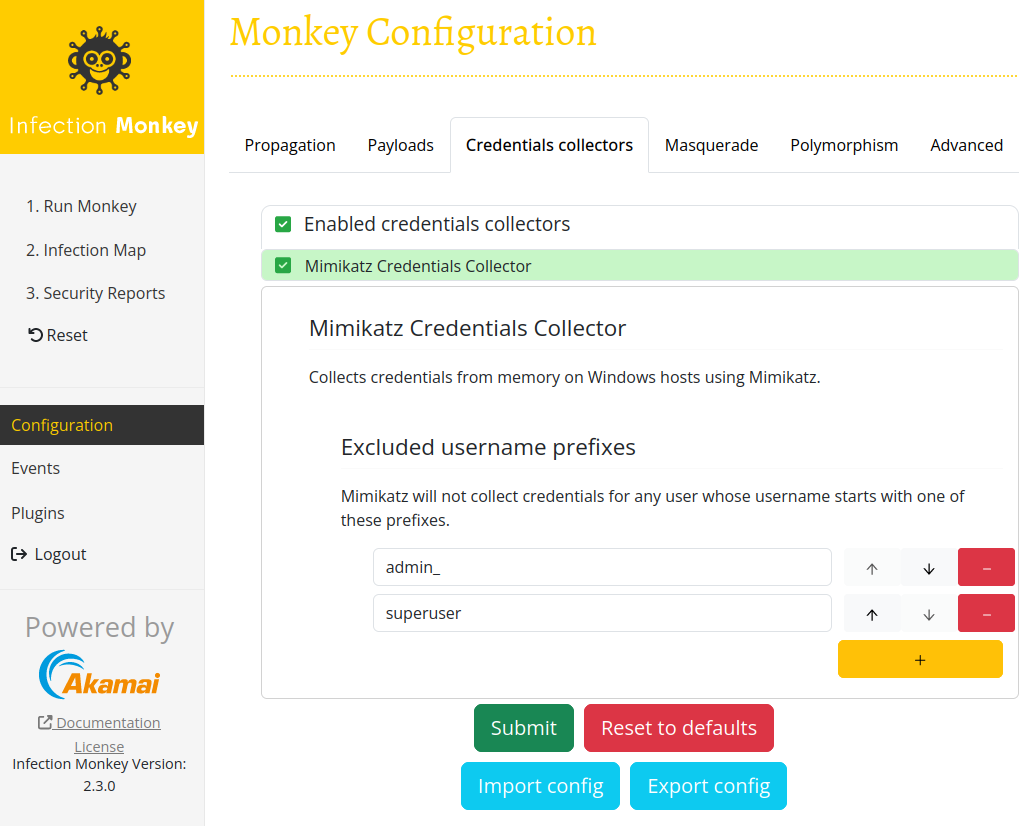 Monkey Configuration
Infection Monkey
Propagation Payloads Credentials collectors Masquerade Polymorphism Advanced
1. Run Monkey
2. Infection Map
3. Security Reports
Reset
Configuration
Events
Plugins
Logout
Powered by
Akamai
Documentation
License
Infection Monkey Version:
2.3.0
Enabled credentials collectors
Mimikatz Credentials Collector
Mimikatz Credentials Collector
Collects credentials from memory on Windows hosts using Mimikatz.
Excluded username prefixes
Mimikatz will not collect credentials for any user whose username starts with one of
these prefixes.
admin_
superuser
Submit Reset to defaults
Import config Export config